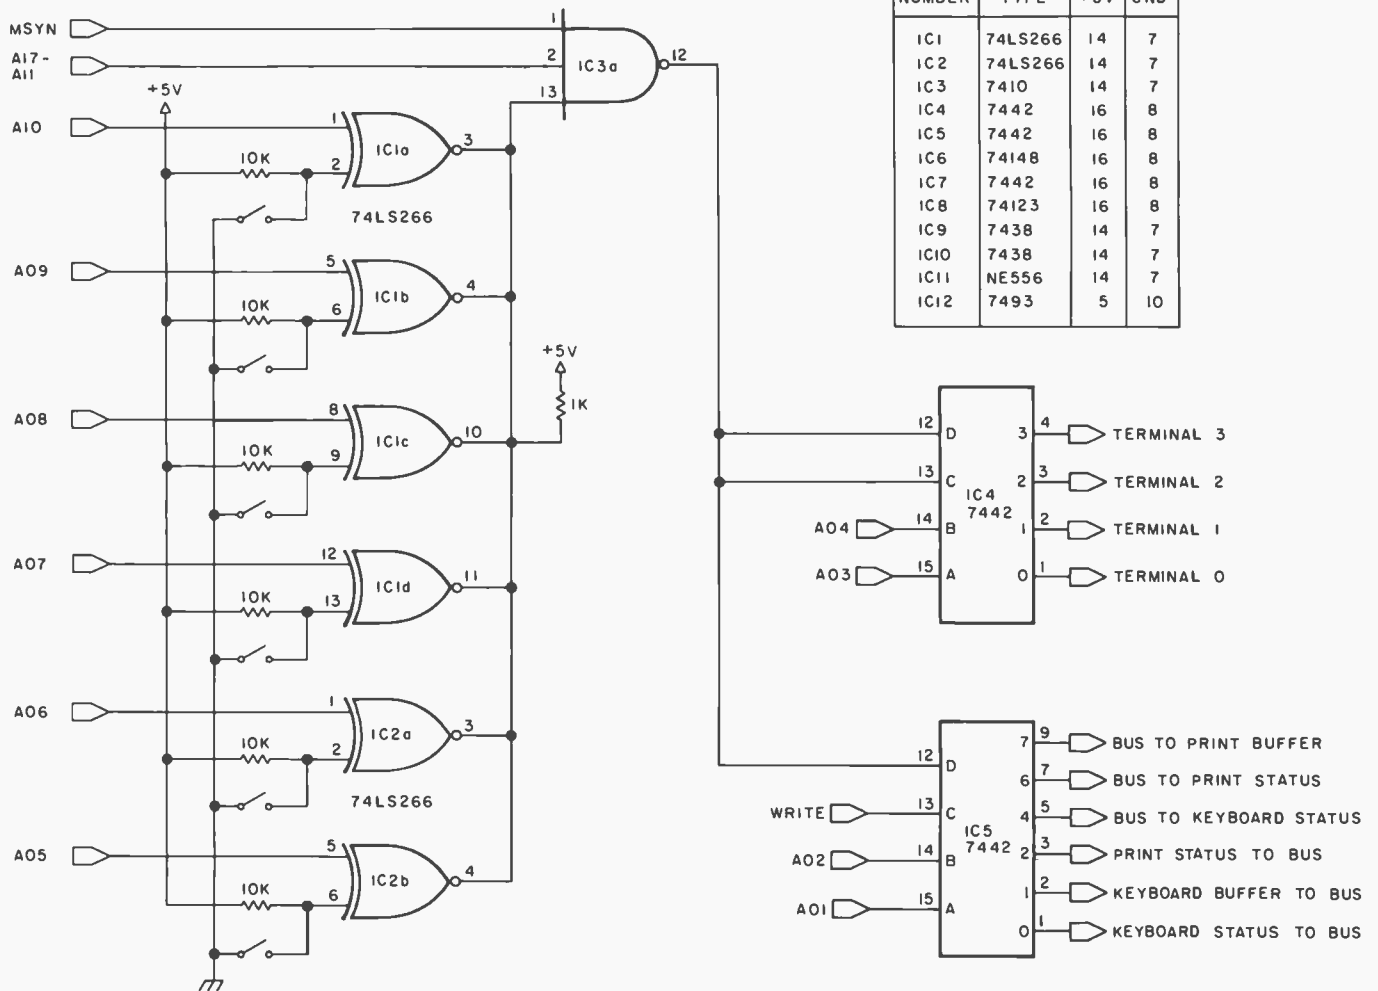 NUMBER TYPE +5V GND
IC1 74LS266 14 7
IC2 74LS266 14 7
IC3 7410 14 7
IC4 7442 16 8
IC5 7442 16 8
IC6 74148 16 8
IC7 7442 16 8
IC8 74123 16 8
IC9 7438 14 7
IC10 7438 14 7
IC11 NE556 14 7
IC12 7493 5 10
MSYN 1
A17-
A11 2
IC3a 12
13
+5V
A10 1
IC1a 3
10K 2
74LS266
A09 5
IC1b 4
10K 6
+5V
1K
A08 8
IC1c 10
10K 9
A07 12
IC1d 11
10K 13
A06 1
IC2a 3
10K 2
74LS266
A05 5
IC2b 4
10K 6
12 D 3 4 TERMINAL 3
13 C 2 3 TERMINAL 2
IC4
7442
A04 14 B 1 2 TERMINAL 1
A03 15 A 0 1 TERMINAL 0
7 9 BUS TO PRINT BUFFER
12 D
6 7 BUS TO PRINT STATUS
WRITE 13 C
4 5 BUS TO KEYBOARD STATUS
IC5
7442
A02 14 B
2 3 PRINT STATUS TO BUS
1 2 KEYBOARD BUFFER TO BUS
A01 15 A
0 1 KEYBOARD STATUS TO BUS